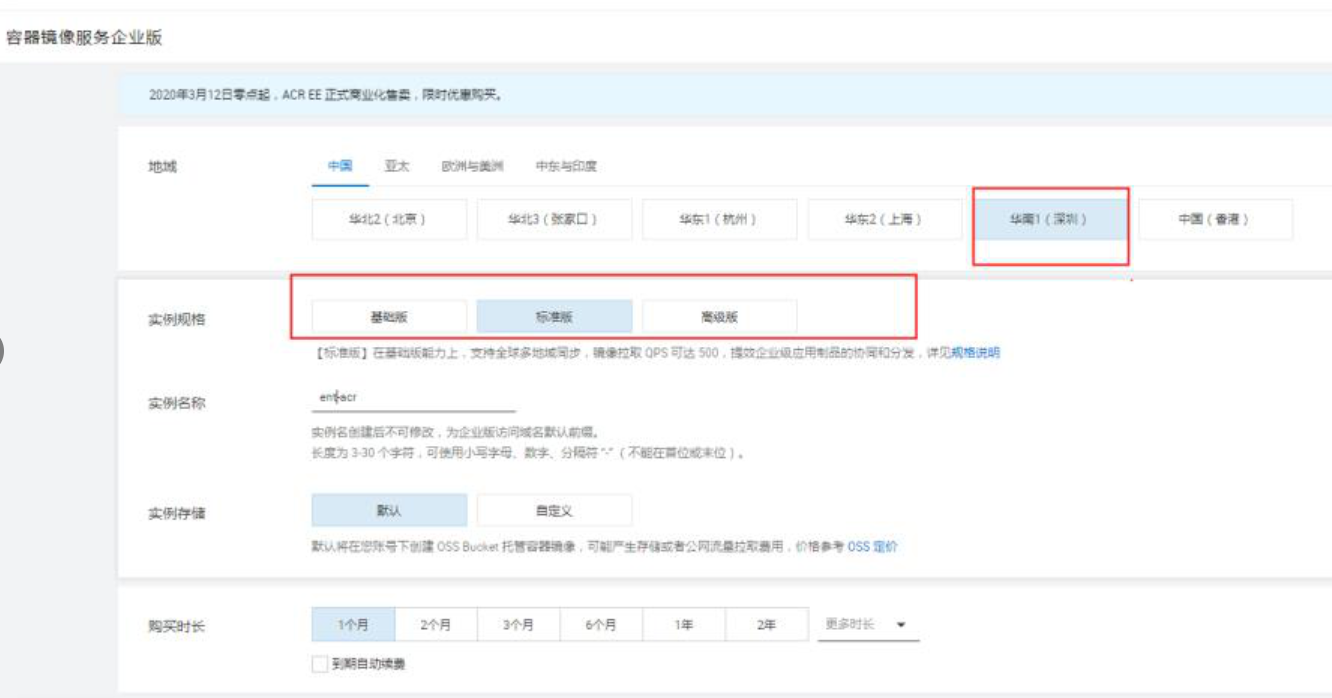 容器镜像服务企业版
2020年3月12日零点起，ACR EE 正式商业化售卖，限时优惠购买。
地域
中国 亚太 欧洲与美洲 中东与印度
华北2（北京） 华北3（张家口） 华东1（杭州） 华东2（上海） 华南1（深圳） 中国（香港）
实例规格
基础版 标准版 高级版
【标准版】在基础版能力上，支持全球多地域同步，镜像拉取 QPS 可达 500，提效企业级应用制品的协同和分发，详见规格说明
实例名称
ent-acr
实例名创建后不可修改，为企业版访问域名默认前缀。
长度为 3-30 个字符，可使用小写字母、数字、分隔符 "-"（不能在首位或末位）。
实例存储
默认 自定义
默认将在您账号下创建 OSS Bucket 托管容器镜像，可能产生存储或者公网流量拉取费用，价格参考 OSS 定价
购买时长
1个月 2个月 3个月 6个月 1年 2年 更多时长
到期自动续费